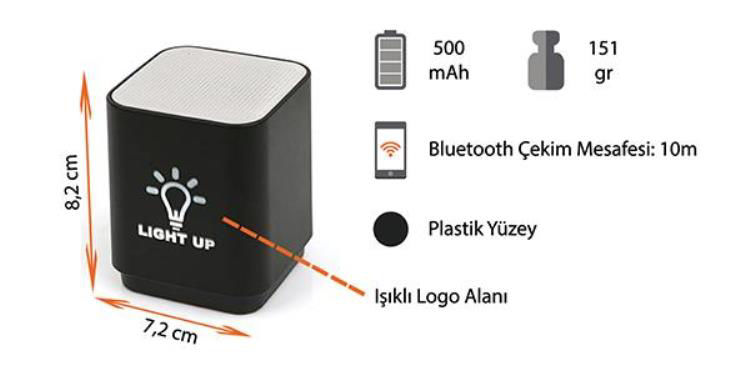 500
mAh
151
gr
8,2 cm
Bluetooth Çekim Mesafesi: 10m
LIGHT UP
Plastik Yüzey
Işıklı Logo Alanı
7,2 cm